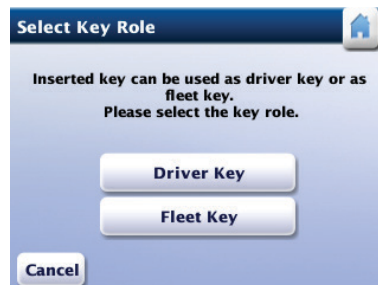 Select Key Role
Inserted key can be used as driver key or as
fleet key.
Please select the key role.
Driver Key
Fleet Key
Cancel